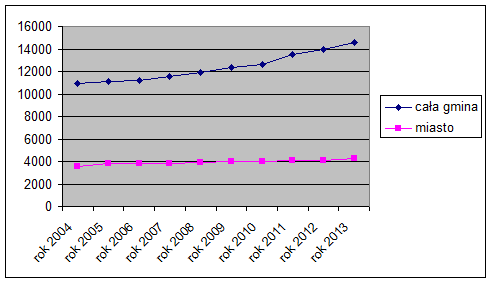 16000
14000
12000
10000
8000
6000
4000
2000
0
rok 2004
rok 2005
rok 2006
rok 2007
rok 2008
rok 2009
rok 2010
rok 2011
rok 2012
rok 2013
cała gmina
miasto